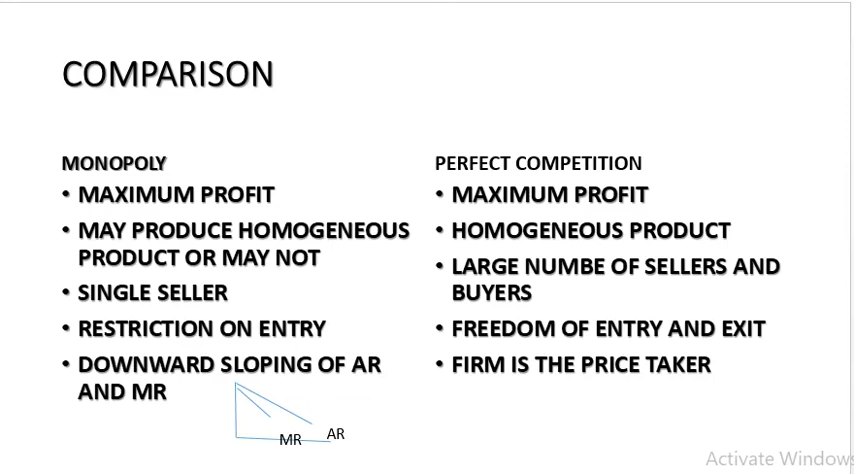 COMPARISON
MONOPOLY
• MAXIMUM PROFIT
• MAY PRODUCE HOMOGENEOUS
PRODUCT OR MAY NOT
• SINGLE SELLER
• RESTRICTION ON ENTRY
• DOWNWARD SLOPING OF AR
AND MR
MR
AR
PERFECT COMPETITION
• MAXIMUM PROFIT
• HOMOGENEOUS PRODUCT
• LARGE NUMBE OF SELLERS AND
BUYERS
• FREEDOM OF ENTRY AND EXIT
• FIRM IS THE PRICE TAKER
Activate Windows